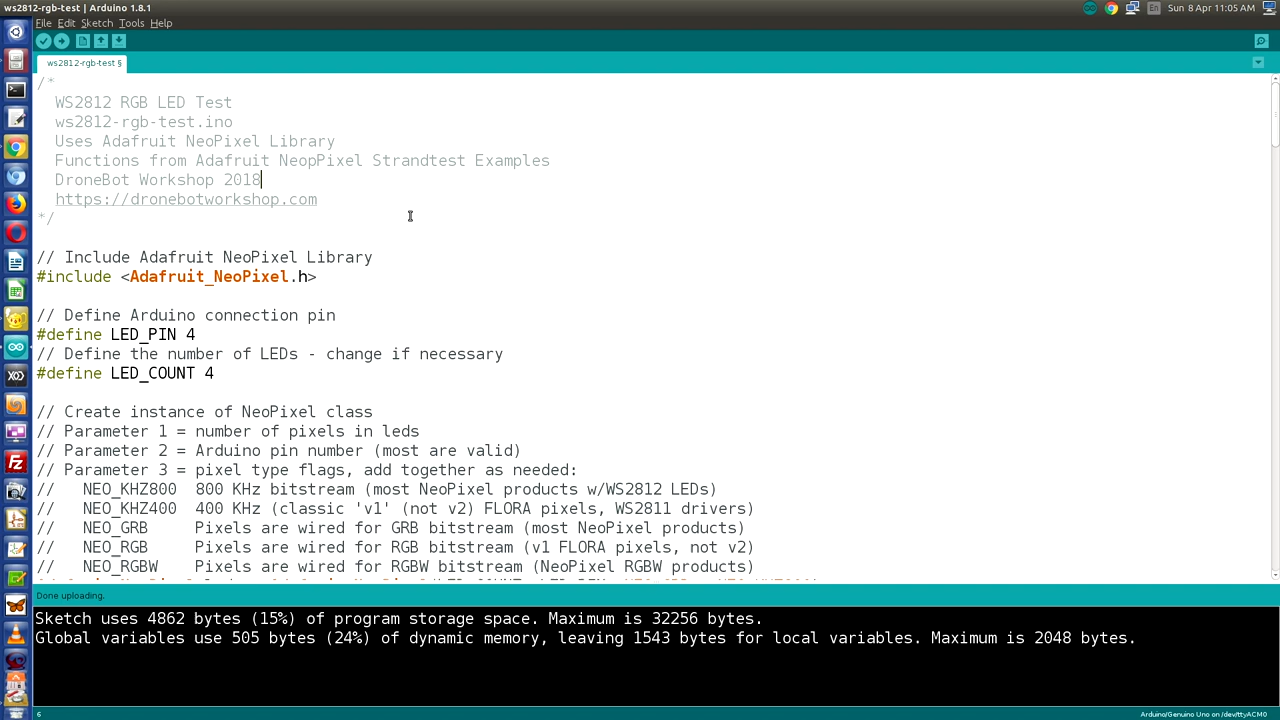 ws2812-rgb-test | Arduino 1.8.1
En
Sun 8 Apr 11:05 AM
File Edit Sketch Tools Help
ws2812-rgb-test §
/*
WS2812 RGB LED Test
ws2812-rgb-test.ino
Uses Adafruit NeoPixel Library
Functions from Adafruit NeopPixel Strandtest Examples
DroneBot Workshop 2018
https://dronebotworkshop.com
*/
// Include Adafruit NeoPixel Library
#include <Adafruit_NeoPixel.h>
// Define Arduino connection pin
#define LED_PIN 4
// Define the number of LEDs - change if necessary
#define LED_COUNT 4
// Create instance of NeoPixel class
// Parameter 1 = number of pixels in leds
// Parameter 2 = Arduino pin number (most are valid)
// Parameter 3 = pixel type flags, add together as needed:
//   NEO_KHZ800  800 KHz bitstream (most NeoPixel products w/WS2812 LEDs)
//   NEO_KHZ400  400 KHz (classic 'v1' (not v2) FLORA pixels, WS2811 drivers)
//   NEO_GRB     Pixels are wired for GRB bitstream (most NeoPixel products)
//   NEO_RGB     Pixels are wired for RGB bitstream (v1 FLORA pixels, not v2)
//   NEO_RGBW    Pixels are wired for RGBW bitstream (NeoPixel RGBW products)
Done uploading.
Sketch uses 4862 bytes (15%) of program storage space. Maximum is 32256 bytes.
Global variables use 505 bytes (24%) of dynamic memory, leaving 1543 bytes for local variables. Maximum is 2048 bytes.
6
Arduino/Genuino Uno on /dev/ttyACM0